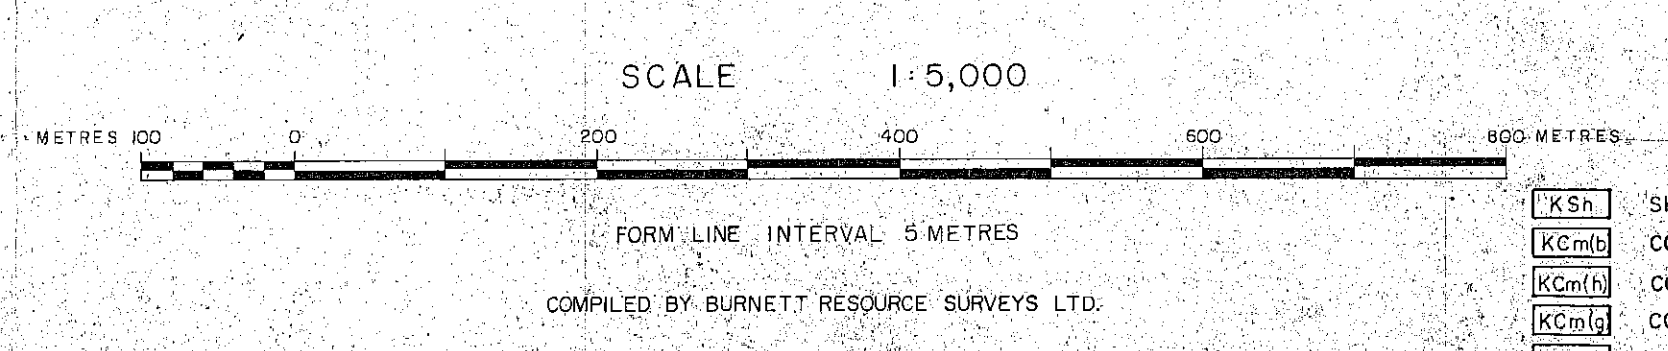 SCALE 1:5,000
METRES 100 0 200 400 600 800 METRES
FORM LINE INTERVAL 5 METRES
COMPILED BY BURNETT RESOURCE SURVEYS LTD.
KSh
KCm(b)
KCm(h)
KCm(g)